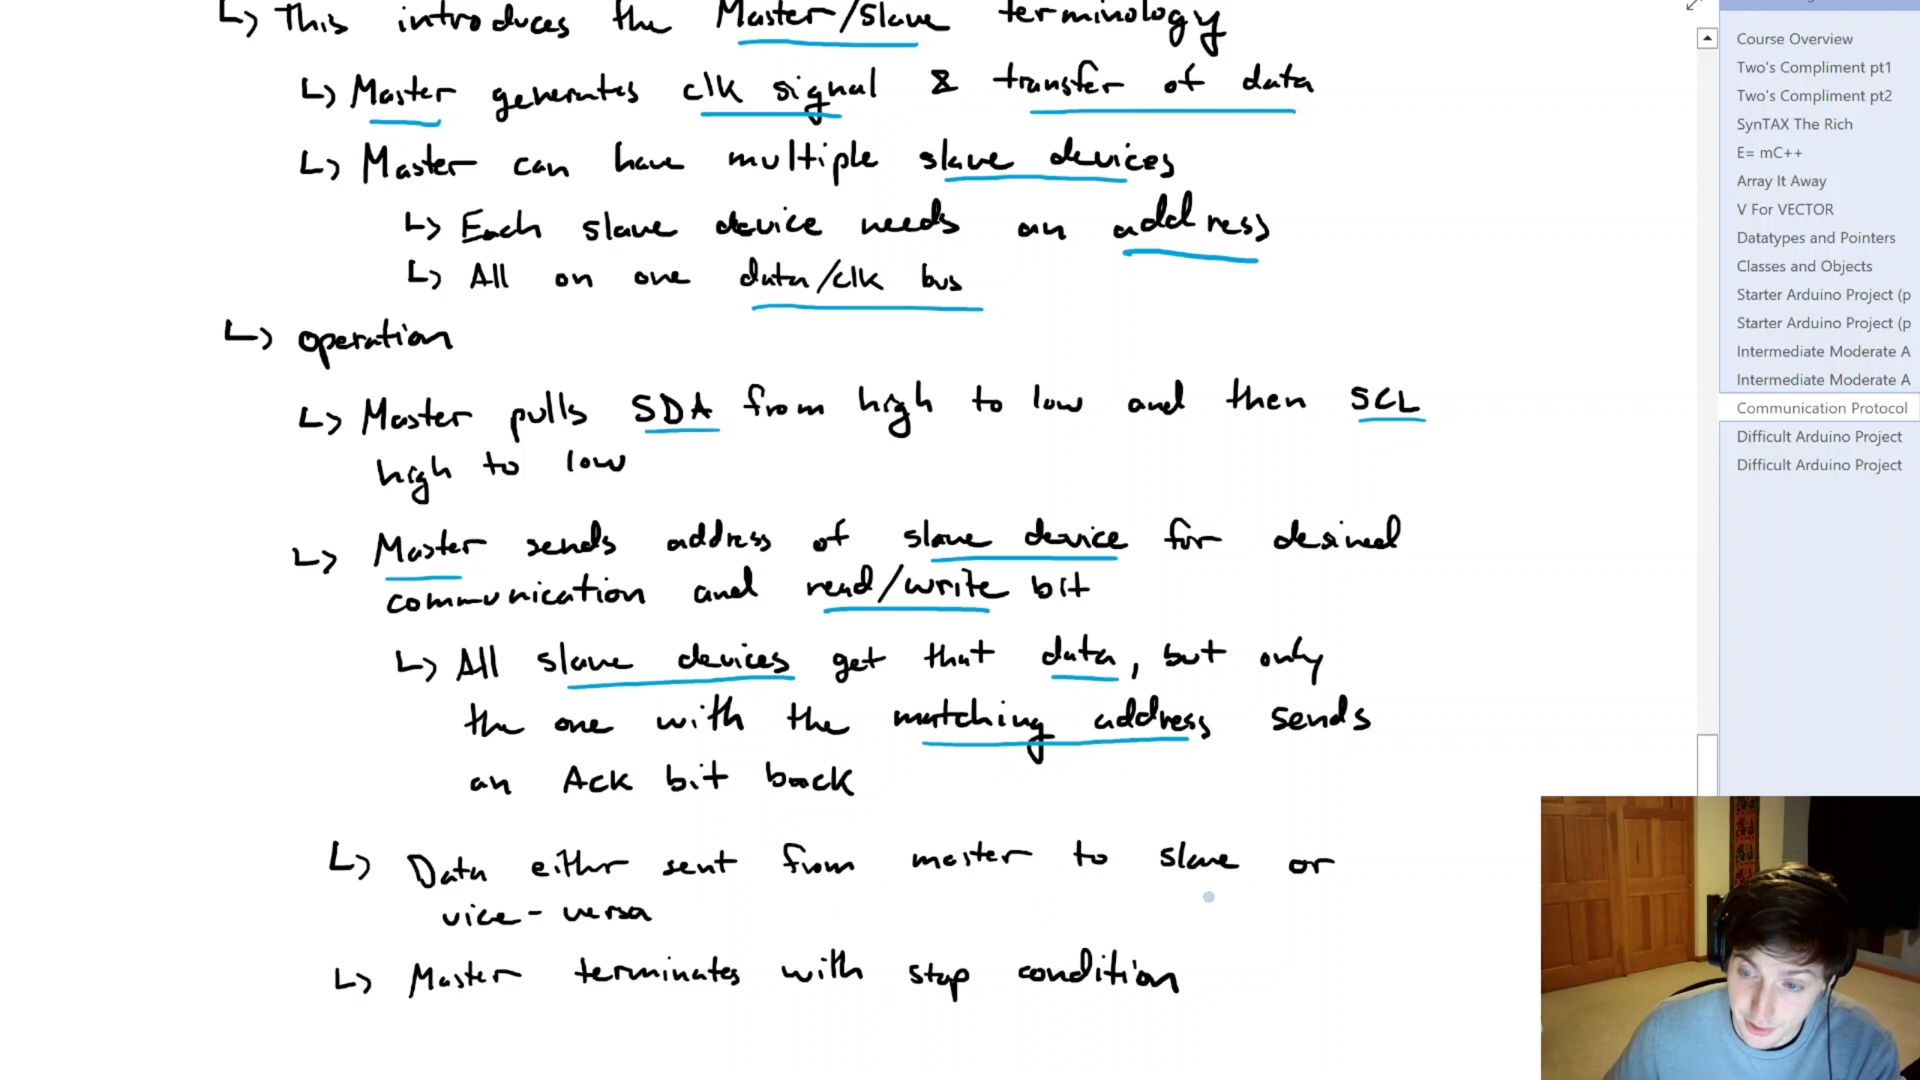 ↳ This introduces the Master/Slave terminology
↳ Master generates clk signal & transfer of data
↳ Master can have multiple slave devices
↳ Each slave device needs an address
↳ All on one data/clk bus
↳ operation
↳ Master pulls SDA from high to low and then SCL
high to low
↳ Master sends address of slave device for desired
communication and read/write bit
↳ All slave devices get that data, but only
the one with the matching address sends
an Ack bit back
↳ Data either sent from master to slave or
vice-versa
↳ Master terminates with stop condition
Course Overview
Two's Compliment pt1
Two's Compliment pt2
SynTAX The Rich
E= mC++
Array It Away
V For VECTOR
Datatypes and Pointers
Classes and Objects
Starter Arduino Project (p
Starter Arduino Project (p
Intermediate Moderate A
Intermediate Moderate A
Communication Protocol
Difficult Arduino Project
Difficult Arduino Project